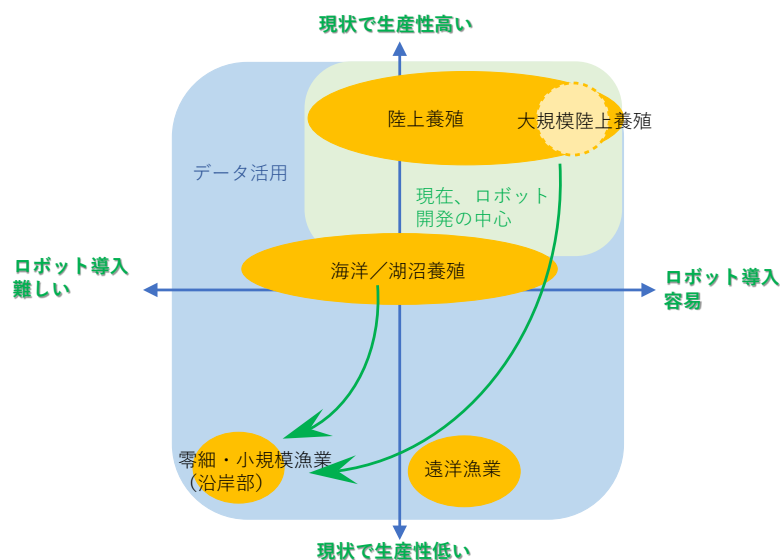 現状で生産性高い
陸上養殖
大規模陸上養殖
データ活用
現在、ロボット
開発の中心
海洋／湖沼養殖
ロボット導入
難しい
ロボット導入
容易
零細・小規模漁業
（沿岸部）
遠洋漁業
現状で生産性低い